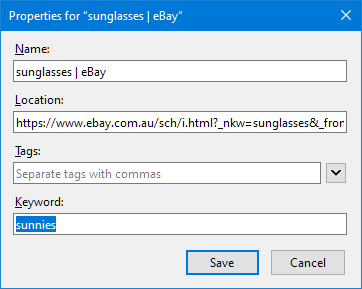 Properties for “sunglasses | eBay”
Name:
sunglasses | eBay
Location:
https://www.ebay.com.au/sch/i.html?_nkw=sunglasses&_fror
Tags:
Separate tags with commas
Keyword:
sunnies
Save Cancel